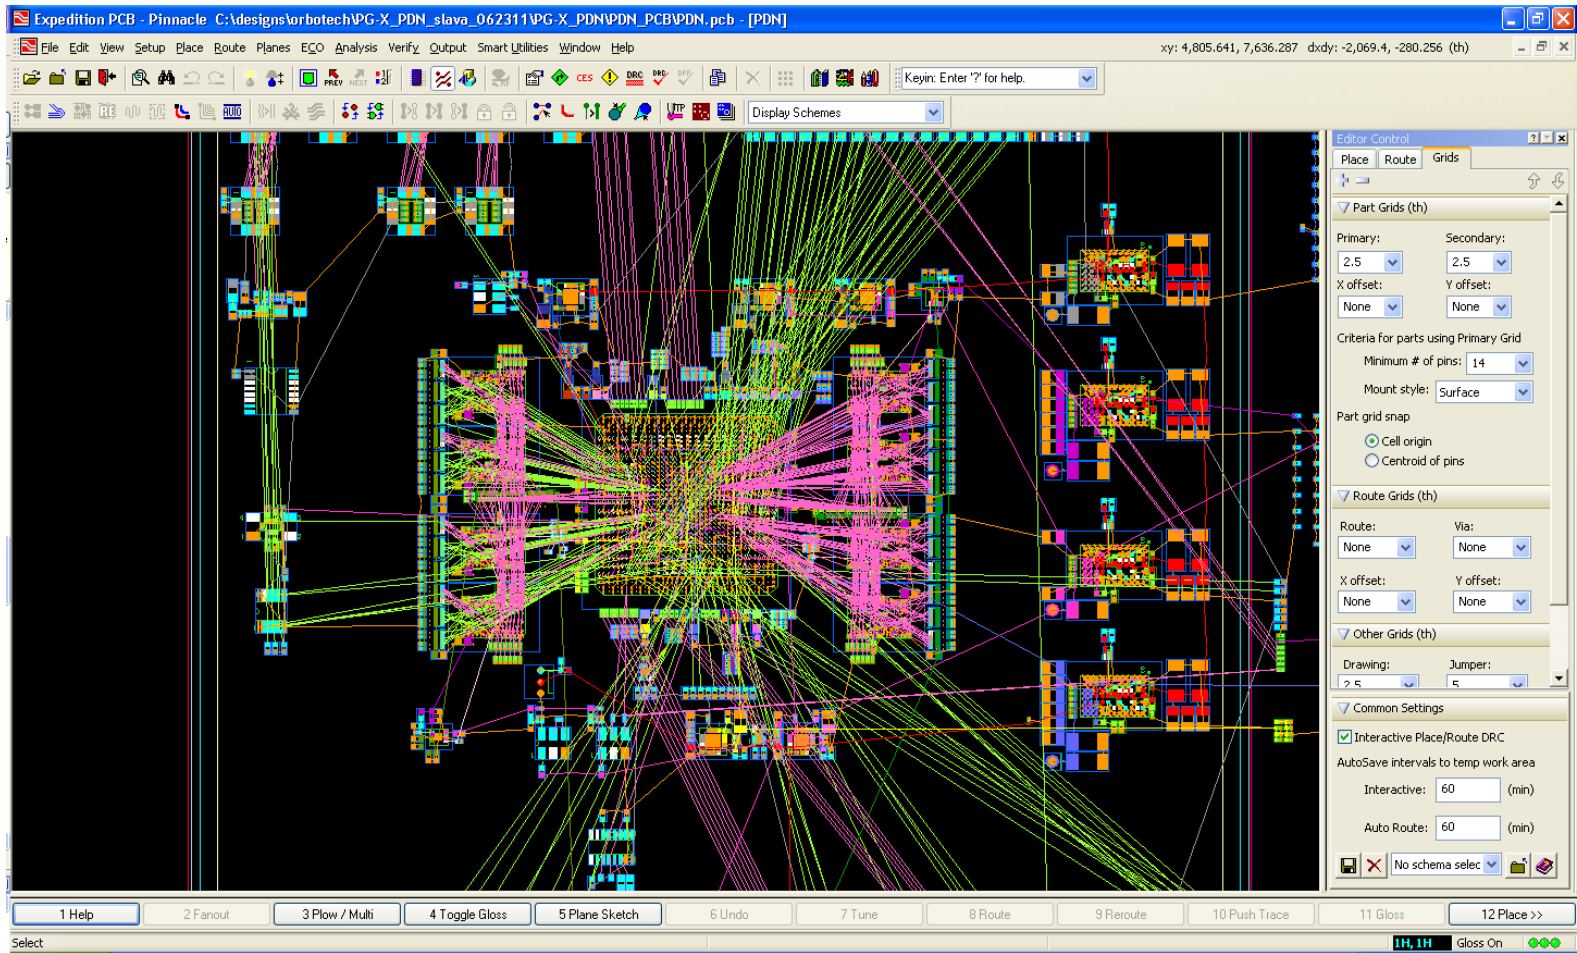 Expedition PCB - Pinnacle C:\designs\orbotech\PG-X_PDN_slava_062311\PG-X_PDN\PDN_PCB\PDN.pcb - [PDN]
File Edit View Setup Place Route Planes ECO Analysis Verify Output Smart Utilities Window Help
xy: 4,805.641, 7,636.287 dxdy: -2,069.4, -280.256 (th)
PREV NEXT CES DRC Keyin: Enter '?' for help.
AUTO Display Schemes
Editor Control
Place Route Grids
Part Grids (th)
Primary: Secondary:
2.5 2.5
X offset: Y offset:
None None
Criteria for parts using Primary Grid
Minimum # of pins: 14
Mount style: Surface
Part grid snap
Cell origin
Centroid of pins
Route Grids (th)
Route: Via:
None None
X offset: Y offset:
None None
Other Grids (th)
Drawing: Jumper:
2.5 5
Common Settings
Interactive Place/Route DRC
AutoSave intervals to temp work area
Interactive: 60 (min)
Auto Route: 60 (min)
No schema selec
1 Help 2 Fanout 3 Plow / Multi 4 Toggle Gloss 5 Plane Sketch 6 Undo 7 Tune 8 Route 9 Reroute 10 Push Trace 11 Gloss 12 Place >>
Select 1H, 1H Gloss On